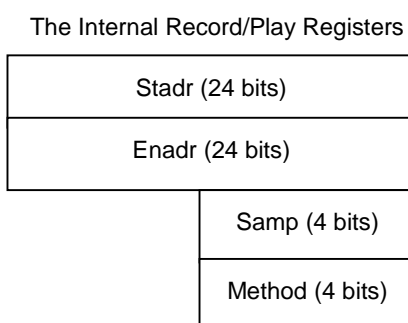 The Internal Record/Play Registers
Stadr (24 bits)
Enadr (24 bits)
Samp (4 bits)
Method (4 bits)